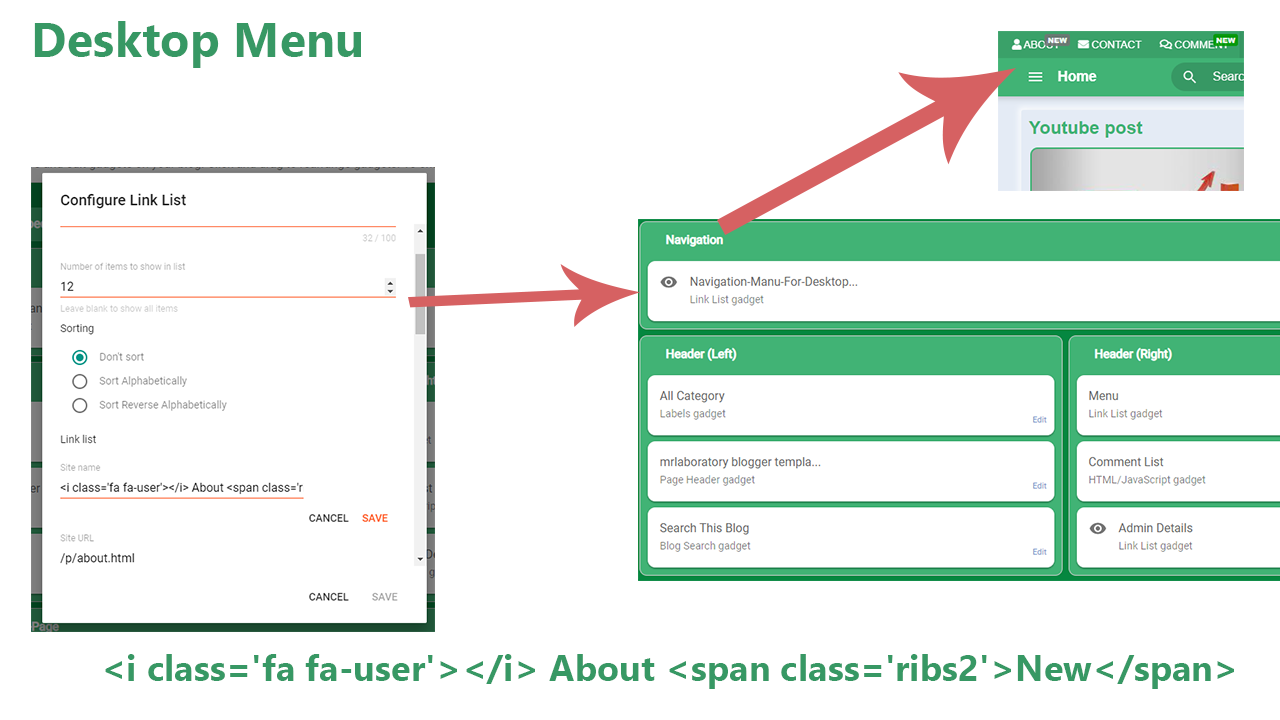 Desktop Menu
NEW
NEW
CONTACT
Home
Youtube post
Configure Link List
32 / 100
Number of items to show in list
12
Leave blank to show all items
Sorting
Don't sort
Sort Alphabetically
Sort Reverse Alphabetically
Link list
Site name
<i class='fa fa-user'></i> About <span class='r
CANCEL SAVE
Site URL
/p/about.html
CANCEL SAVE
Navigation
Navigation-Manu-For-Desktop...
Link List gadget
Header (Left)
All Category
Labels gadget
Edit
mrlaboratory blogger templa...
Page Header gadget
Edit
Search This Blog
Blog Search gadget
Edit
Header (Right)
Menu
Link List gadget
Comment List
HTML/JavaScript gadget
Admin Details
Link List gadget
<i class='fa fa-user'></i> About <span class='ribs2'>New</span>